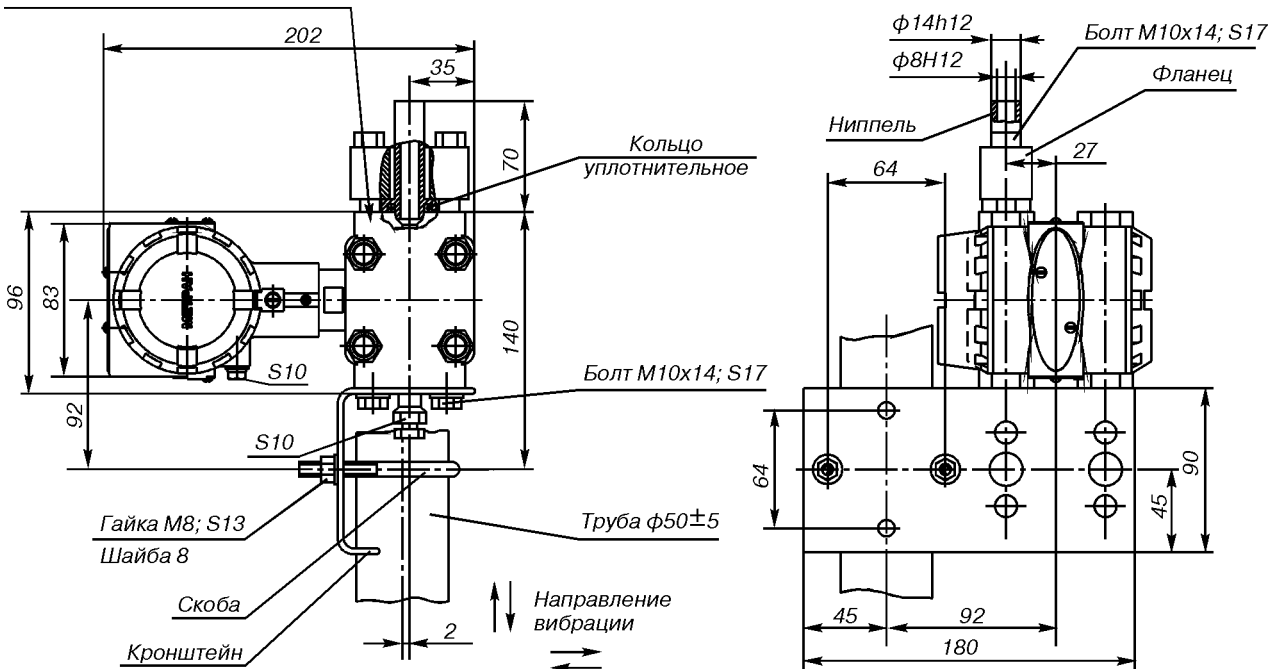 202
35
70
Кольцо
уплотнительное
96
83
МЕТРАН
140
S10
92
Болт М10х14; S17
S10
Гайка М8; S13
Шайба 8
Труба ф50±5
Скоба
Направление
вибрации
2
Кронштейн
ф14h12
Болт М10х14; S17
ф8Н12
Фланец
Ниппель
27
64
64
90
45
45
92
180